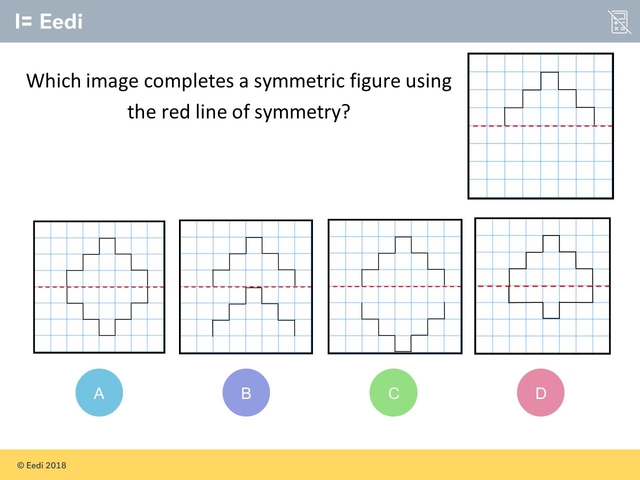 Eedi
Which image completes a symmetric figure using
the red line of symmetry?
A
B
C
D
© Eedi 2018